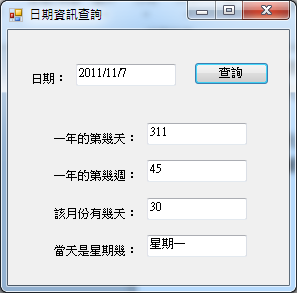 日期資訊查詢
日期： 2011/11/7 查詢
一年的第幾天： 311
一年的第幾週： 45
該月份有幾天： 30
當天是星期幾： 星期一